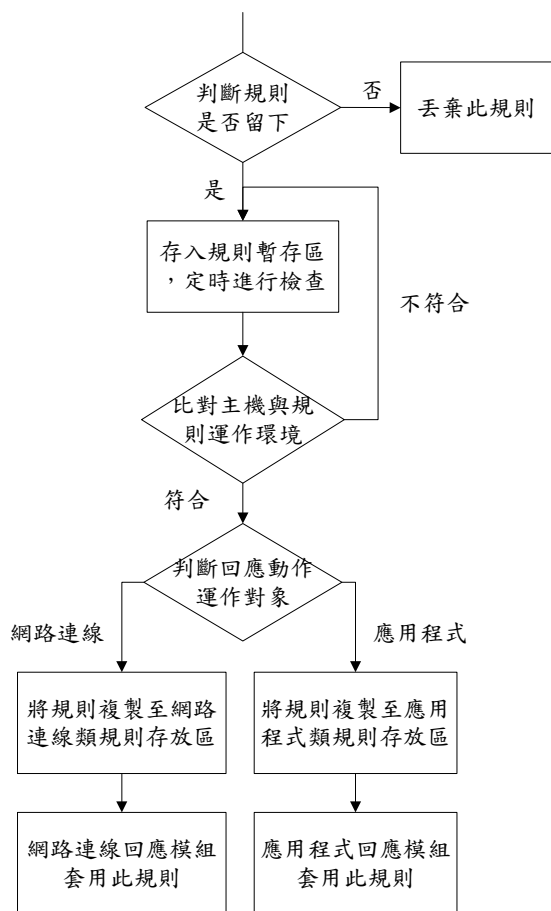 判斷規則
是否留下
否
丟棄此規則
是
存入規則暫存區
，定時進行檢查
不符合
比對主機與規
則運作環境
符合
判斷回應動作
運作對象
網路連線
應用程式
將規則複製至網路
連線類規則存放區
將規則複製至應用
程式類規則存放區
網路連線回應模組
套用此規則
應用程式回應模組
套用此規則